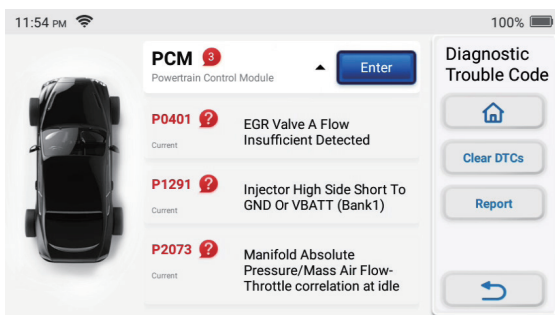 11:54 PM
100%
PCM 3
Powertrain Control Module
Enter
P0401 ?
Current
EGR Valve A Flow
Insufficient Detected
P1291 ?
Current
Injector High Side Short To
GND Or VBATT (Bank1)
P2073 ?
Current
Manifold Absolute
Pressure/Mass Air Flow-
Throttle correlation at idle
Diagnostic
Trouble Code
Clear DTCs
Report